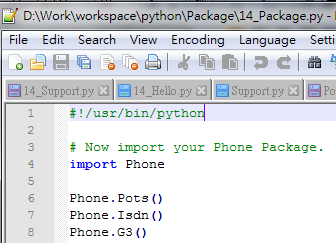 D:\Work\workspace\python\Package\14_Package.py -
File Edit Search View Encoding Language
14_Support.py 14_Hello.py Support.py
1 #!/usr/bin/python
2
3 # Now import your Phone Package.
4 import Phone
5
6 Phone.Pots()
7 Phone.Isdn()
8 Phone.G3()